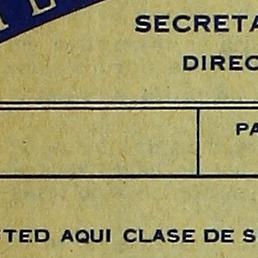 SECRETA
DIREC
PA
TED AQUI CLASE DE S